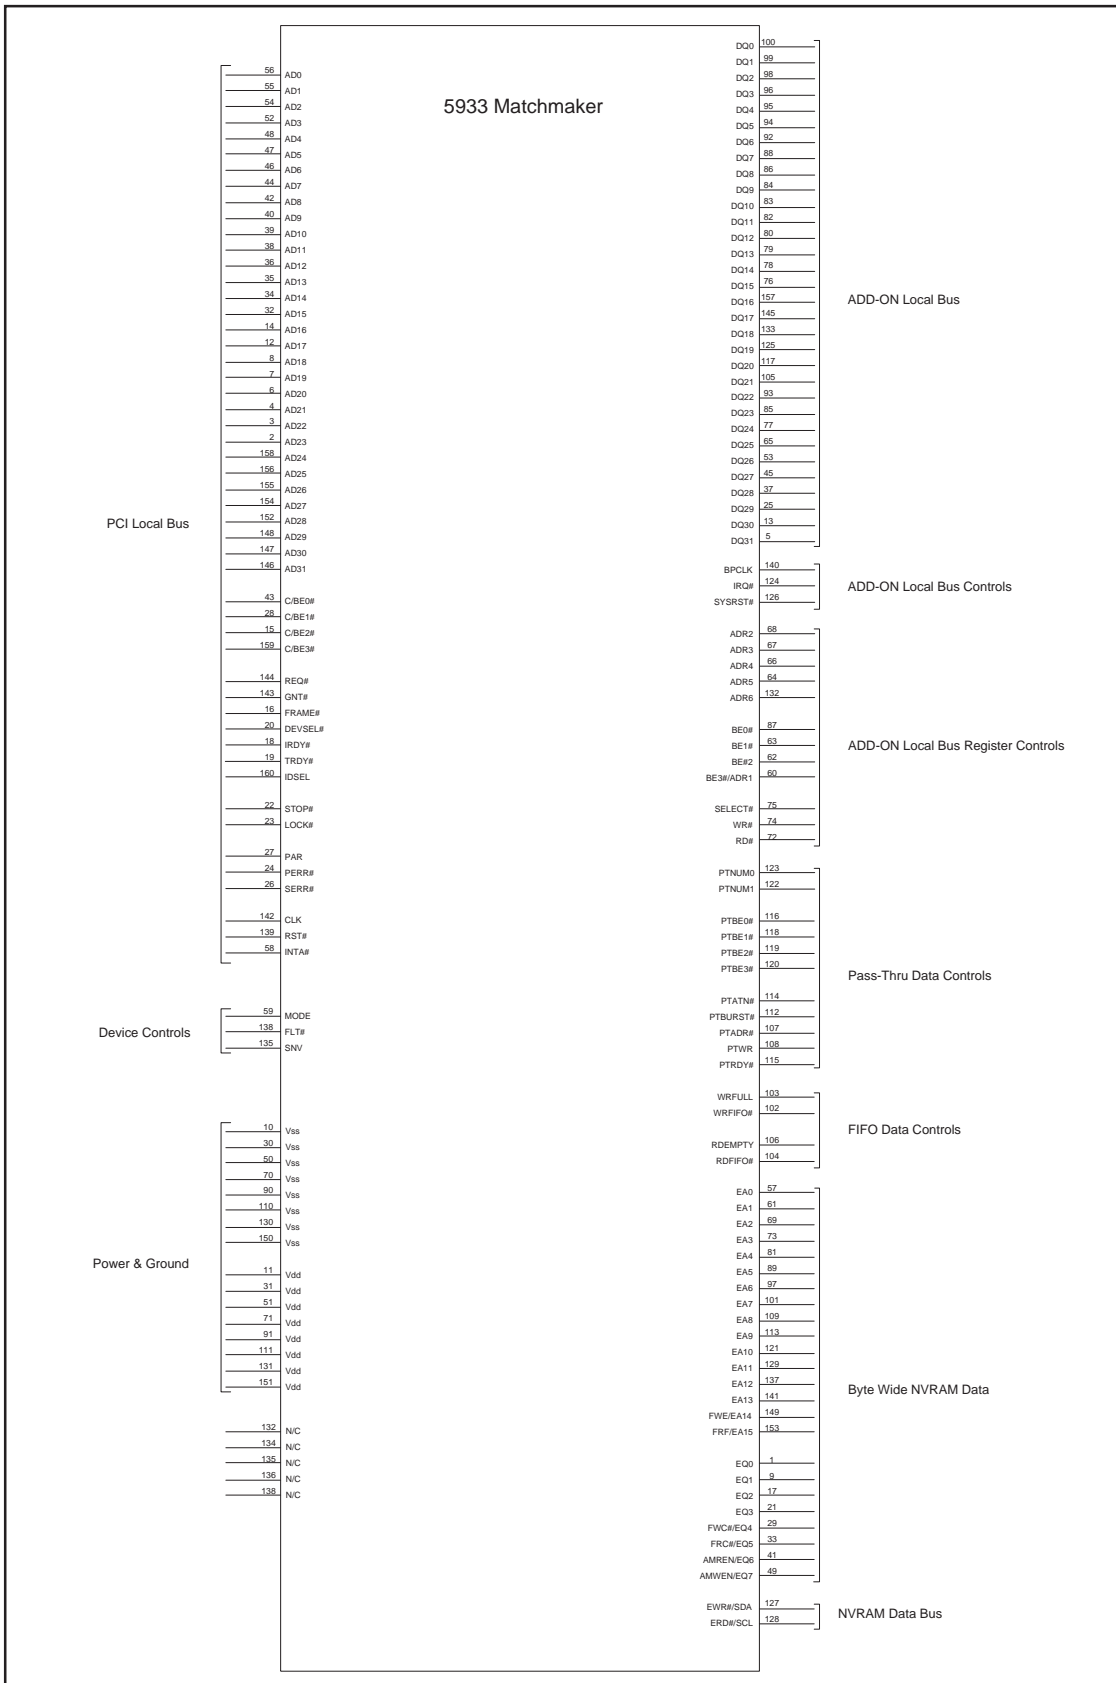 5933 Matchmaker
PCI Local Bus
56 AD0
55 AD1
54 AD2
52 AD3
48 AD4
47 AD5
46 AD6
44 AD7
42 AD8
40 AD9
39 AD10
38 AD11
36 AD12
35 AD13
34 AD14
32 AD15
14 AD16
12 AD17
8 AD18
7 AD19
6 AD20
4 AD21
3 AD22
2 AD23
158 AD24
156 AD25
155 AD26
154 AD27
152 AD28
148 AD29
147 AD30
146 AD31
43 C/BE0#
28 C/BE1#
15 C/BE2#
159 C/BE3#
144 REQ#
143 GNT#
16 FRAME#
20 DEVSEL#
18 IRDY#
19 TRDY#
160 IDSEL
22 STOP#
23 LOCK#
27 PAR
24 PERR#
26 SERR#
142 CLK
139 RST#
58 INTA#
Device Controls
59 MODE
138 FLT#
135 SNV
Power & Ground
10 Vss
30 Vss
50 Vss
70 Vss
90 Vss
110 Vss
130 Vss
150 Vss
11 Vdd
31 Vdd
51 Vdd
71 Vdd
91 Vdd
111 Vdd
131 Vdd
151 Vdd
132 N/C
134 N/C
135 N/C
136 N/C
138 N/C
DQ0 100
DQ1 99
DQ2 98
DQ3 96
DQ4 95
DQ5 94
DQ6 92
DQ7 88
DQ8 86
DQ9 84
DQ10 83
DQ11 82
DQ12 80
DQ13 79
DQ14 78
DQ15 76
DQ16 157
DQ17 145
DQ18 133
DQ19 125
DQ20 117
DQ21 105
DQ22 93
DQ23 85
DQ24 77
DQ25 65
DQ26 53
DQ27 45
DQ28 37
DQ29 25
DQ30 13
DQ31 5
ADD-ON Local Bus
BPCLK 140
IRQ# 124
SYSRST# 126
ADD-ON Local Bus Controls
ADR2 68
ADR3 67
ADR4 66
ADR5 64
ADR6 132
BE0# 87
BE1# 63
BE#2 62
BE3#/ADR1 60
SELECT# 75
WR# 74
RD# 72
ADD-ON Local Bus Register Controls
PTNUM0 123
PTNUM1 122
PTBE0# 116
PTBE1# 118
PTBE2# 119
PTBE3# 120
PTATN# 114
PTBURST# 112
PTADR# 107
PTWR 108
PTRDY# 115
Pass-Thru Data Controls
WRFULL 103
WRFIFO# 102
RDEMPTY 106
RDFIFO# 104
FIFO Data Controls
EA0 57
EA1 61
EA2 69
EA3 73
EA4 81
EA5 89
EA6 97
EA7 101
EA8 109
EA9 113
EA10 121
EA11 129
EA12 137
EA13 141
FWE/EA14 149
FRF/EA15 153
EQ0 1
EQ1 9
EQ2 17
EQ3 21
FWC#/EQ4 29
FRC#/EQ5 33
AMREN/EQ6 41
AMWEN/EQ7 49
Byte Wide NVRAM Data
EWR#/SDA 127
ERD#/SCL 128
NVRAM Data Bus